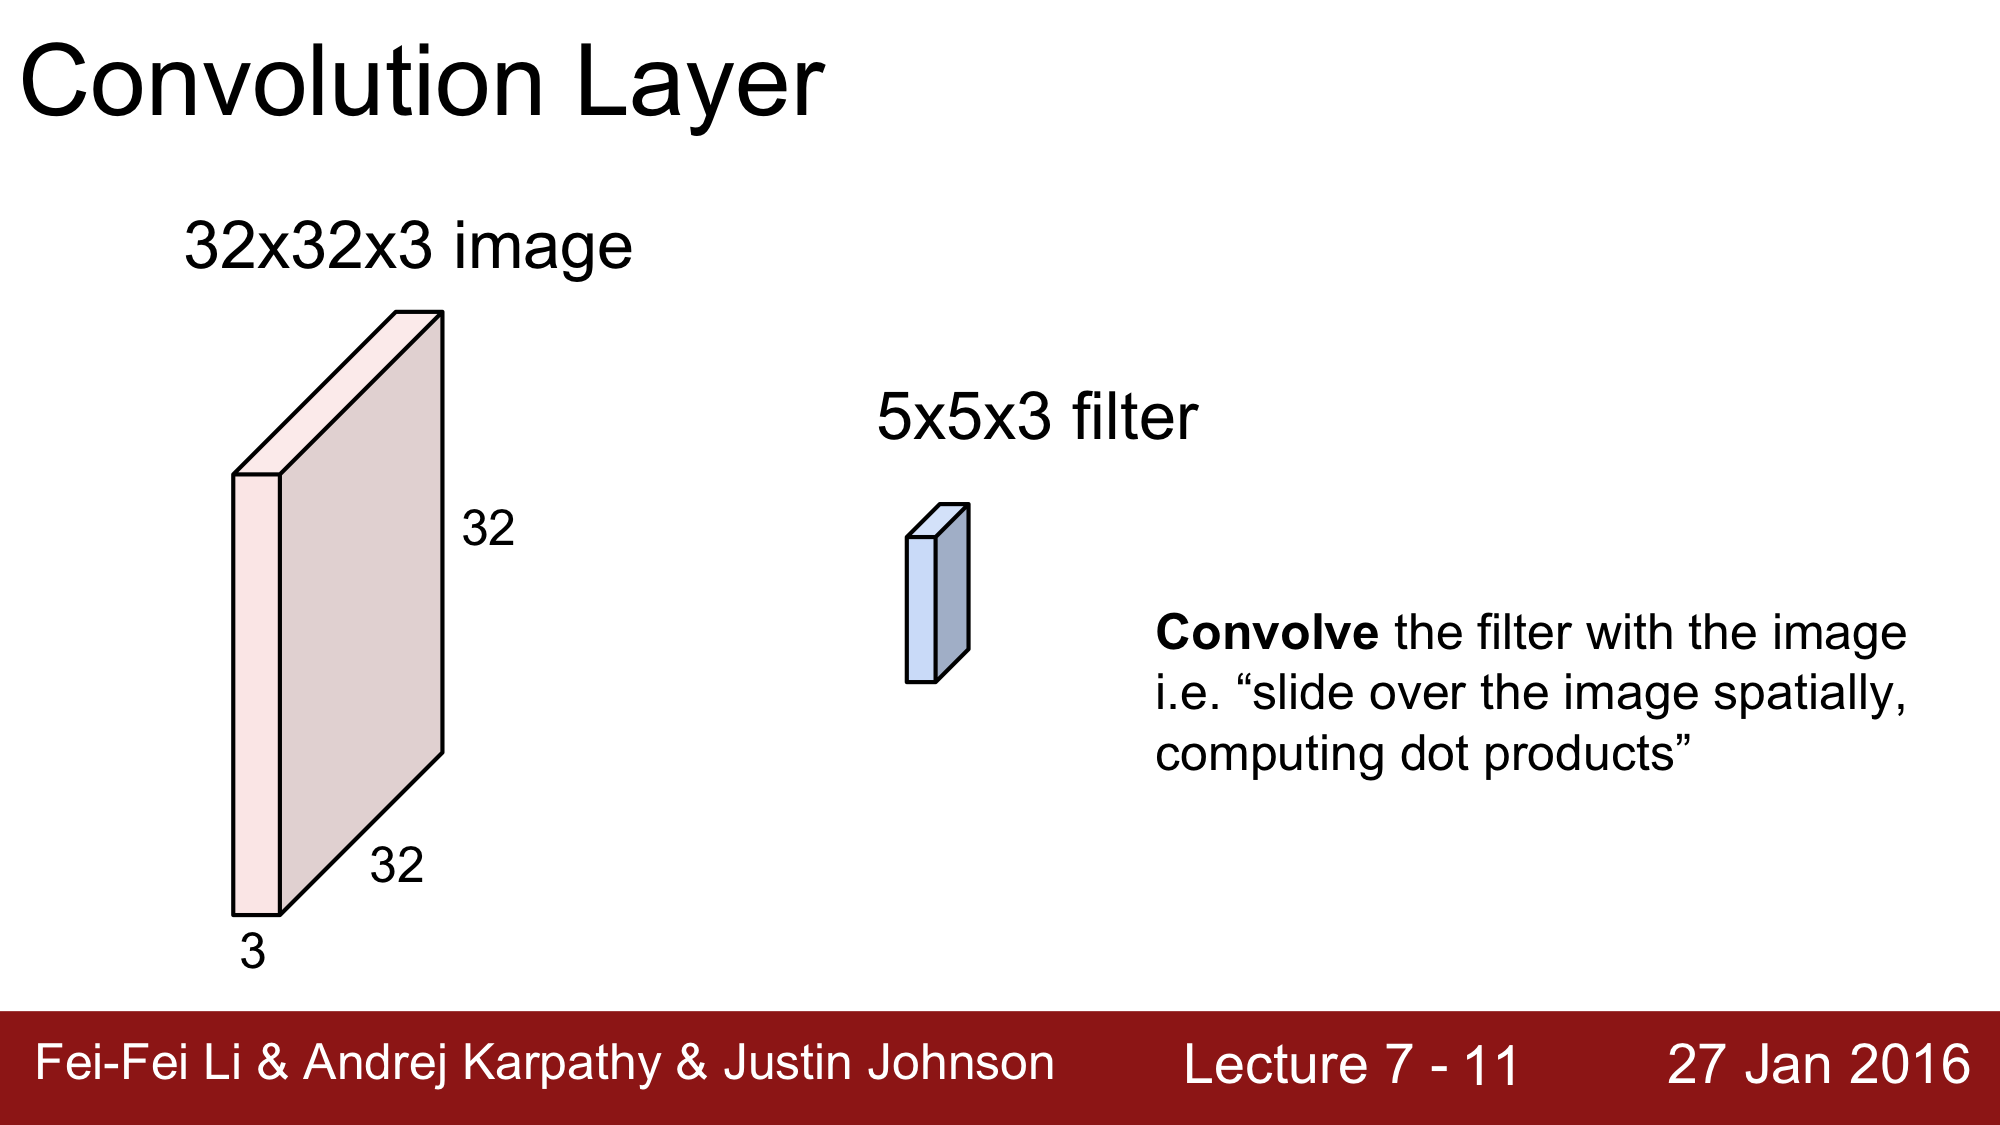 Convolution Layer
32x32x3 image
5x5x3 filter
32
Convolve the filter with the image
i.e. “slide over the image spatially,
computing dot products”
32
3
Fei-Fei Li & Andrej Karpathy & Justin Johnson
Lecture 7 - 11
27 Jan 2016